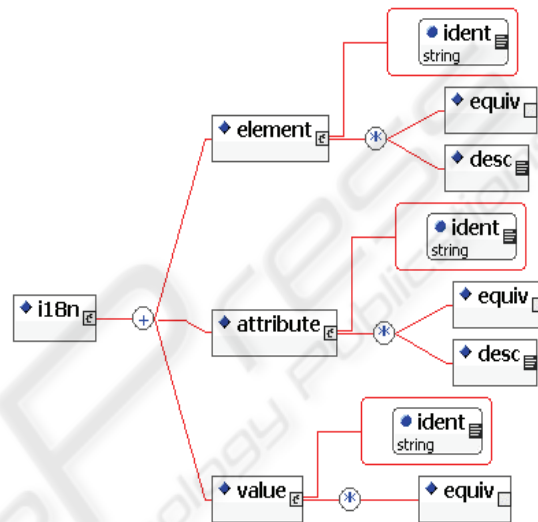 ident
string
element
equiv
desc
ident
string
i18n
attribute
equiv
desc
ident
string
value
equiv